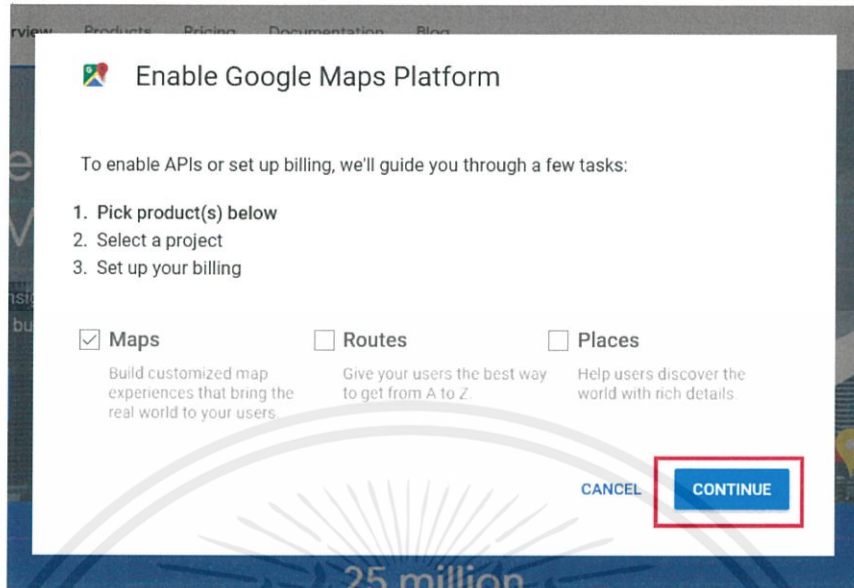 rview Products Pricing Documentation Blog
Enable Google Maps Platform
To enable APIs or set up billing, we'll guide you through a few tasks:
1. Pick product(s) below
2. Select a project
3. Set up your billing
Maps
Build customized map
experiences that bring the
real world to your users.
Routes
Give your users the best way
to get from A to Z.
Places
Help users discover the
world with rich details.
CANCEL CONTINUE
25 million